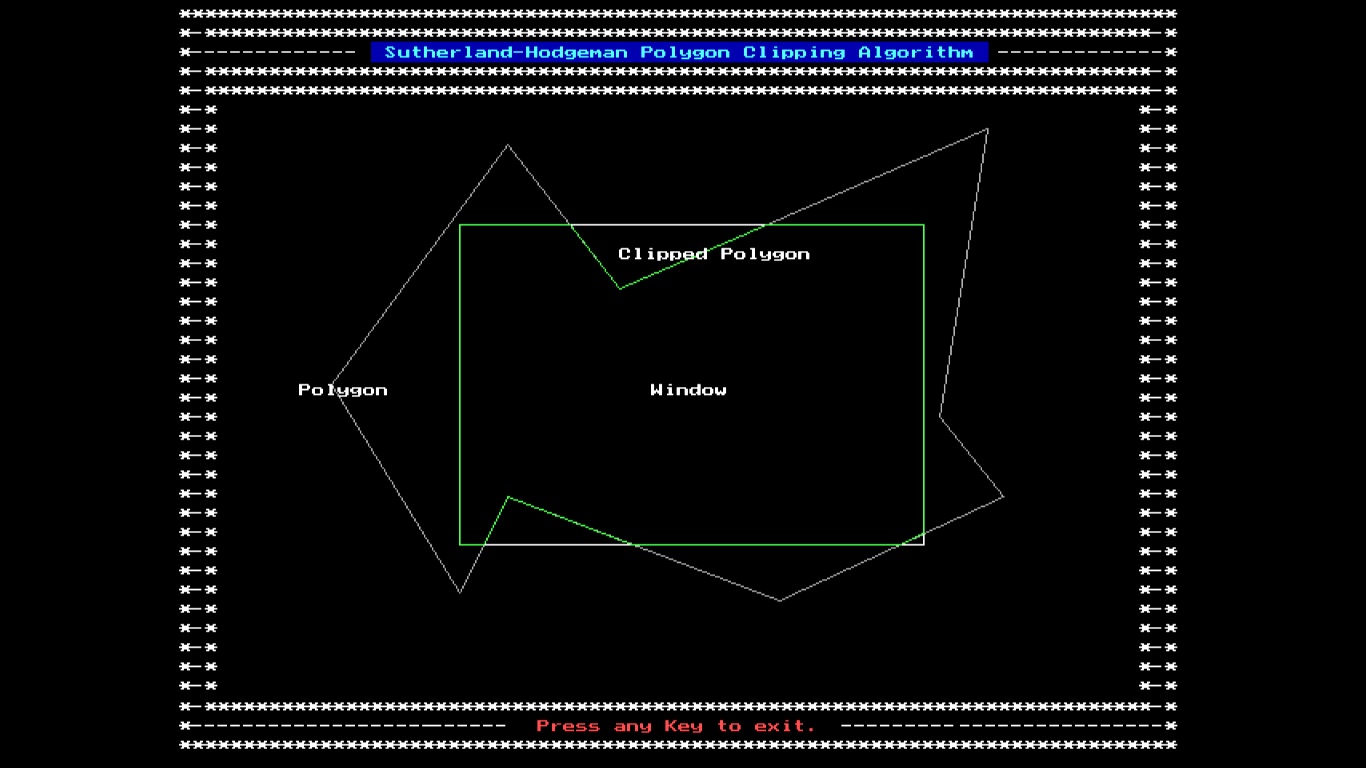 Sutherland-Hodgeman Polygon Clipping Algorithm
Clipped Polygon
Polygon
Window
Press any Key to exit.